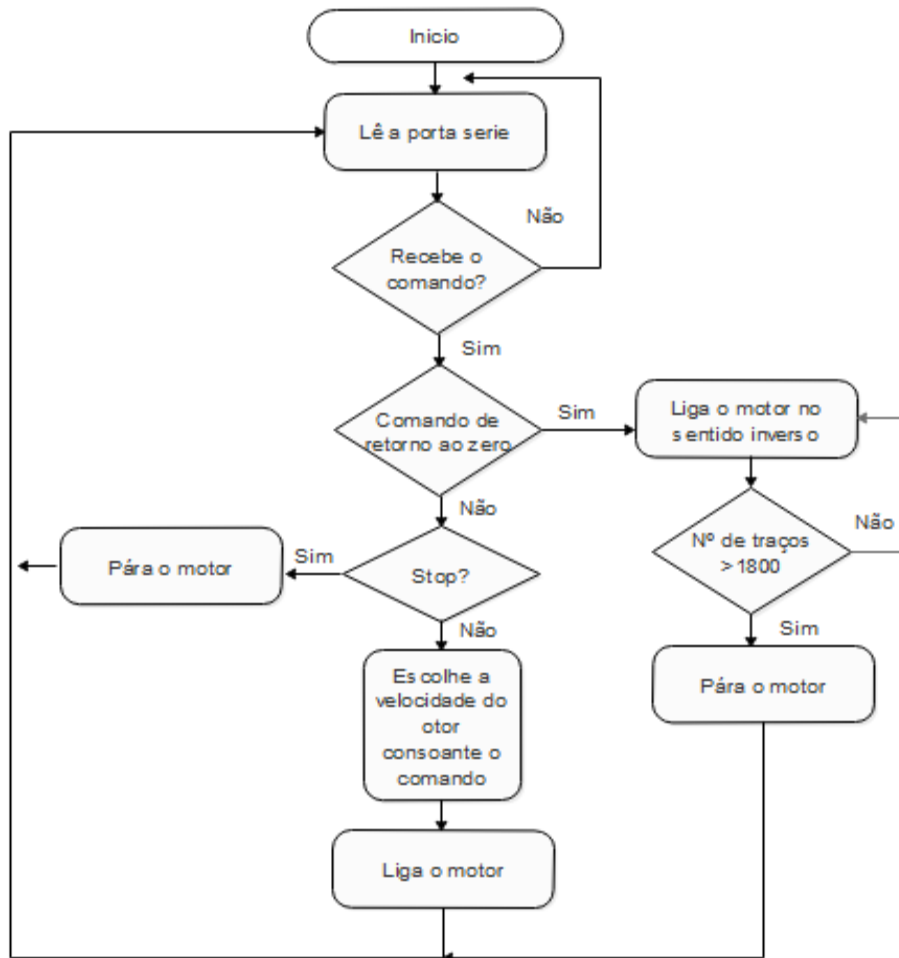 Inicio
Lê a porta serie
Não
Recebe o
comando?
Sim
Comando de
retorno ao zero
Sim
Liga o motor no
sentido inverso
Não
Nº de traços
>1800
Não
Pára o motor
Sim
Stop?
Não
Sim
Escolhe a
velocidade do
otor
consoante o
comando
Pára o motor
Liga o motor